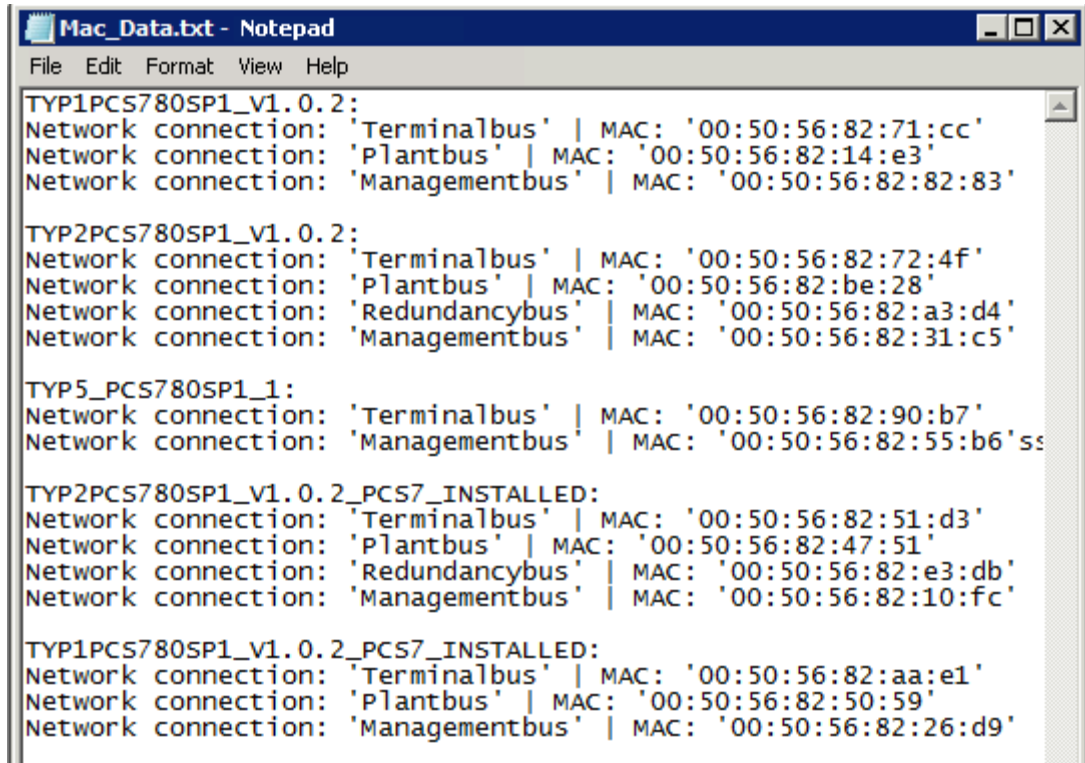 Mac_Data.txt - Notepad
File Edit Format View Help
TYP1PCS780SP1_V1.0.2:
Network connection: 'Terminalbus' | MAC: '00:50:56:82:71:cc'
Network connection: 'Plantbus' | MAC: '00:50:56:82:14:e3'
Network connection: 'Managementbus' | MAC: '00:50:56:82:82:83'
TYP2PCS780SP1_V1.0.2:
Network connection: 'Terminalbus' | MAC: '00:50:56:82:72:4f'
Network connection: 'Plantbus' | MAC: '00:50:56:82:be:28'
Network connection: 'Redundancybus' | MAC: '00:50:56:82:a3:d4'
Network connection: 'Managementbus' | MAC: '00:50:56:82:31:c5'
TYP5_PCS780SP1_1:
Network connection: 'Terminalbus' | MAC: '00:50:56:82:90:b7'
Network connection: 'Managementbus' | MAC: '00:50:56:82:55:b6'ss
TYP2PCS780SP1_V1.0.2_PCS7_INSTALLED:
Network connection: 'Terminalbus' | MAC: '00:50:56:82:51:d3'
Network connection: 'Plantbus' | MAC: '00:50:56:82:47:51'
Network connection: 'Redundancybus' | MAC: '00:50:56:82:e3:db'
Network connection: 'Managementbus' | MAC: '00:50:56:82:10:fc'
TYP1PCS780SP1_V1.0.2_PCS7_INSTALLED:
Network connection: 'Terminalbus' | MAC: '00:50:56:82:aa:e1'
Network connection: 'Plantbus' | MAC: '00:50:56:82:50:59'
Network connection: 'Managementbus' | MAC: '00:50:56:82:26:d9'